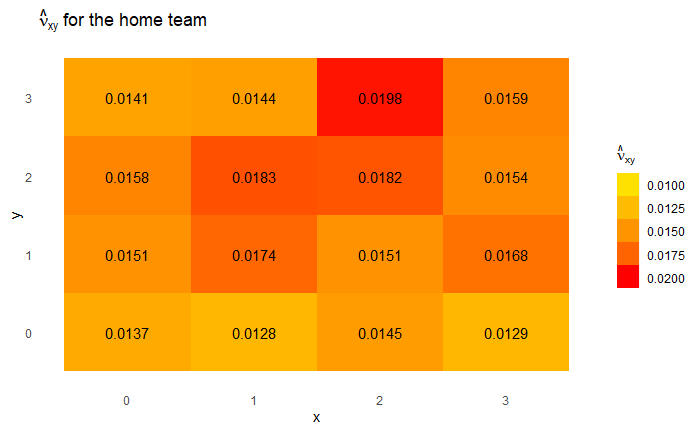 ν̂xy for the home team
3 0.0141 0.0144 0.0198 0.0159
ν̂xy
0.0100
2 0.0158 0.0183 0.0182 0.0154
0.0125
y
0.0150
1 0.0151 0.0174 0.0151 0.0168
0.0175
0.0200
0 0.0137 0.0128 0.0145 0.0129
0 1 2 3
x